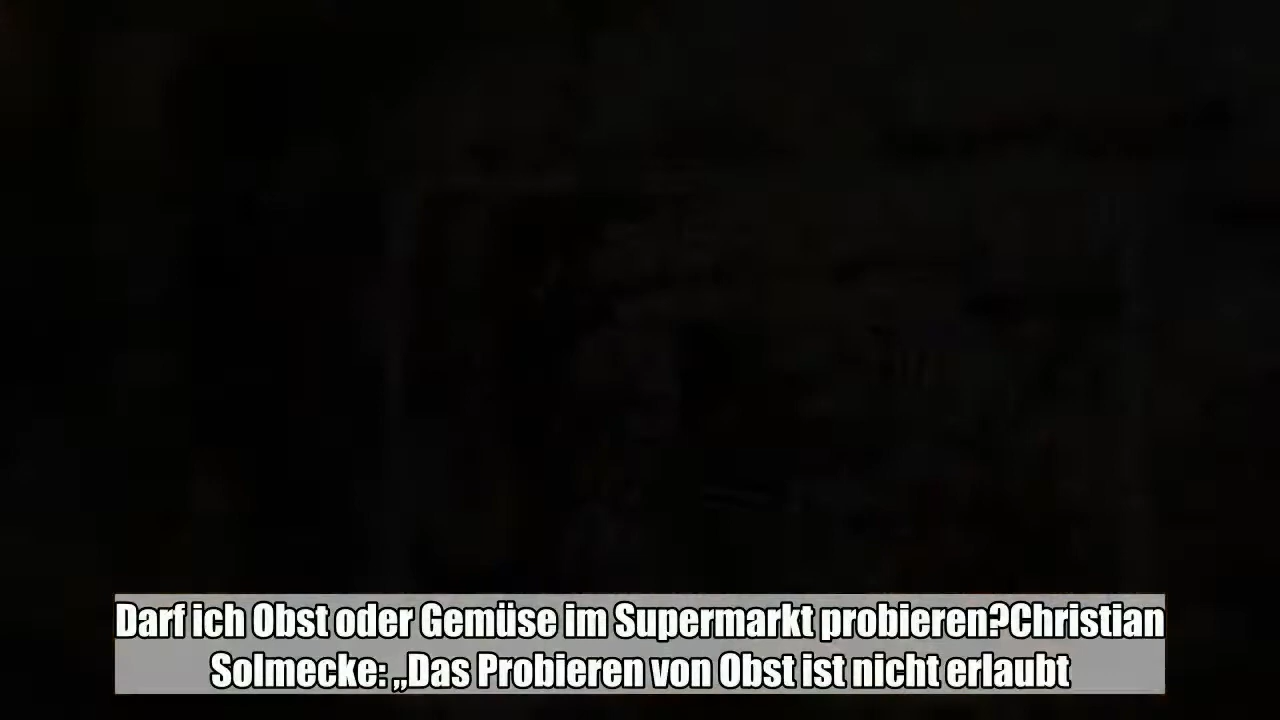 Darf ich Obst oder Gemüse im Supermarkt probieren?Christian
Solmecke: „Das Probieren von Obst ist nicht erlaubt